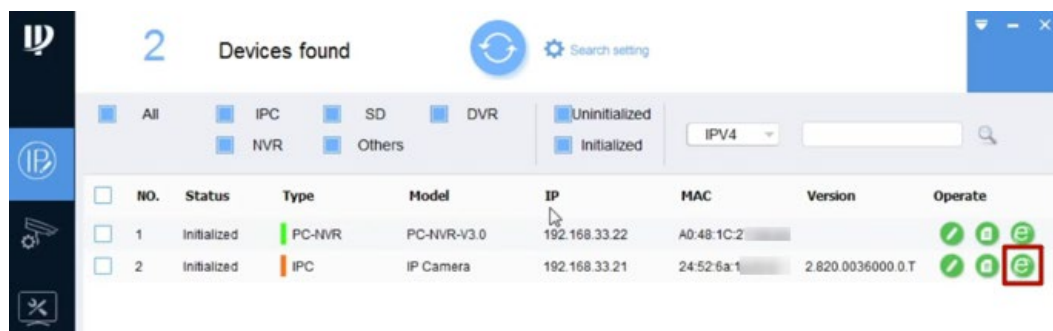 2 Devices found Search setting
All IPC SD DVR Uninitialized
NVR Others Initialized
IPV4
NO. Status Type Model IP MAC Version Operate
1 Initialized PC-NVR PC-NVR-V3.0 192.168.33.22 A0:48:1C:2
2 Initialized IPC IP Camera 192.168.33.21 24:52:6a:1 2.820.0036000.0.T